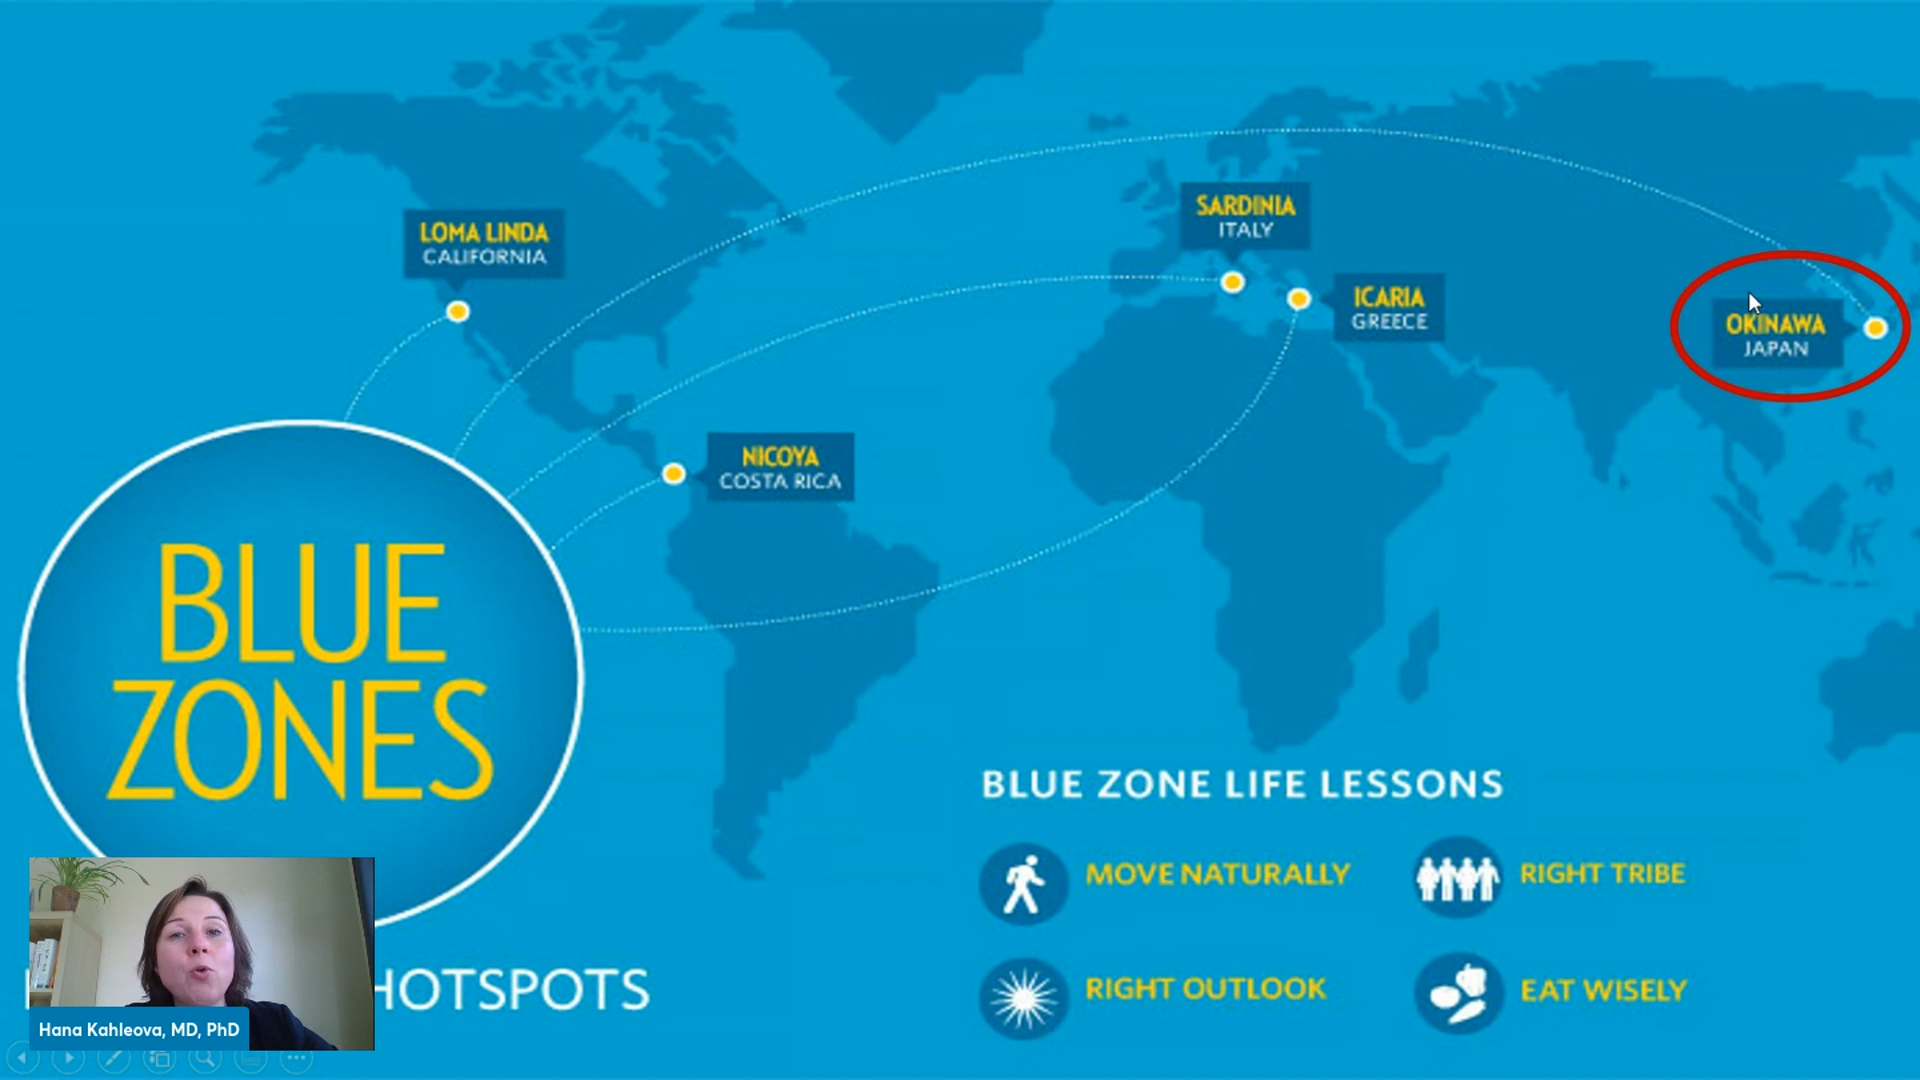 LOMA LINDA
CALIFORNIA
SARDINIA
ITALY
ICARIA
GREECE
OKINAWA
JAPAN
NICOYA
COSTA RICA
BLUE
ZONES
HOTSPOTS
BLUE ZONE LIFE LESSONS
MOVE NATURALLY
RIGHT TRIBE
RIGHT OUTLOOK
EAT WISELY
Hana Kahleova, MD, PhD